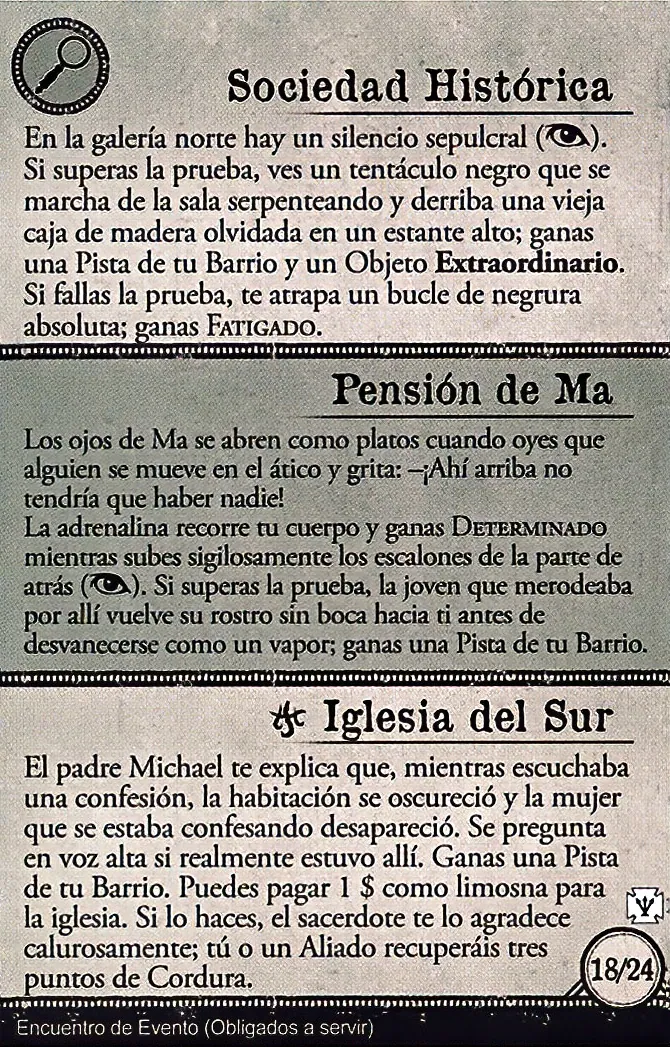 Sociedad Histórica
En la galería norte hay un silencio sepulcral ( ).
Si superas la prueba, ves un tentáculo negro que se
marcha de la sala serpenteando y derriba una vieja
caja de madera olvidada en un estante alto; ganas
una Pista de tu Barrio y un Objeto Extraordinario.
Si fallas la prueba, te atrapa un bucle de negrura
absoluta; ganas FATIGADO.
Pensión de Ma
Los ojos de Ma se abren como platos cuando oyes que
alguien se mueve en el ático y grita: –¡Ahí arriba no
tendría que haber nadie!
La adrenalina recorre tu cuerpo y ganas DETERMINADO
mientras subes sigilosamente los escalones de la parte de
atrás ( ). Si superas la prueba, la joven que merodeaba
por allí vuelve su rostro sin boca hacia ti antes de
desvanecerse como un vapor; ganas una Pista de tu Barrio.
Iglesia del Sur
El padre Michael te explica que, mientras escuchaba
una confesión, la habitación se oscureció y la mujer
que se estaba confesando desapareció. Se pregunta
en voz alta si realmente estuvo allí. Ganas una Pista
de tu Barrio. Puedes pagar 1 $ como limosna para
la iglesia. Si lo haces, el sacerdote te lo agradece
calurosamente; tú o un Aliado recuperáis tres
puntos de Cordura.
18/24
Encuentro de Evento (Obligados a servir)